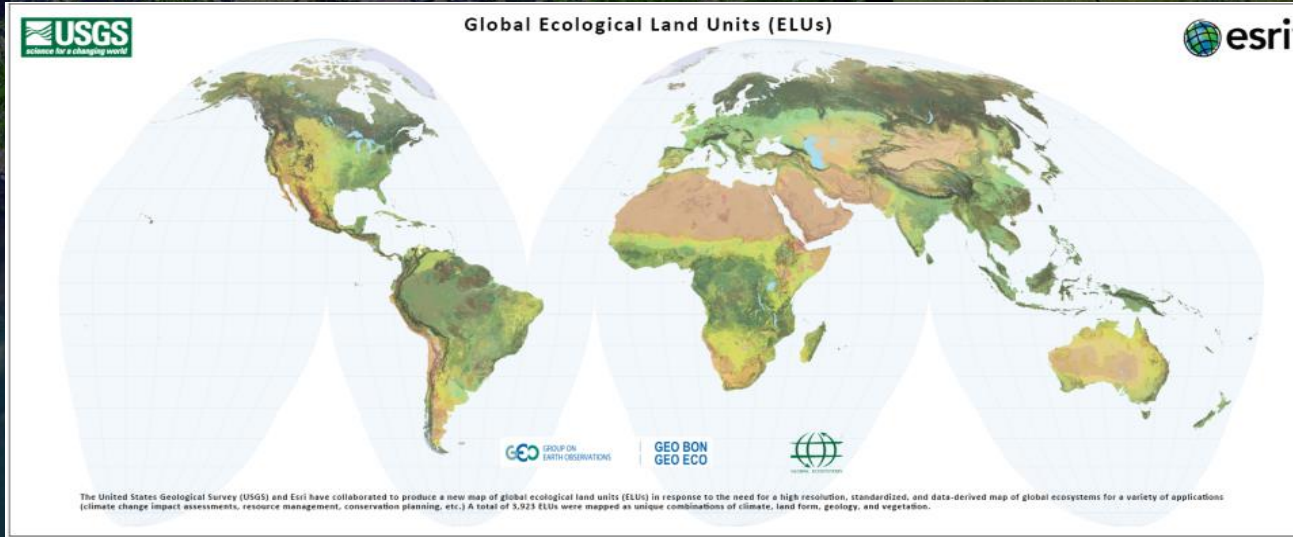 USGS
science for a changing world
Global Ecological Land Units (ELUs)
esri
GEO GROUP ON
EARTH OBSERVATIONS
GEO BON
GEO ECO
GLOBAL ECOSYSTEMS
The United States Geological Survey (USGS) and Esri have collaborated to produce a new map of global ecological land units (ELUs) in response to the need for a high resolution, standardized, and data-derived map of global ecosystems for a variety of applications
(climate change impact assessments, resource management, conservation planning, etc.) A total of 3,923 ELUs were mapped as unique combinations of climate, land form, geology, and vegetation.